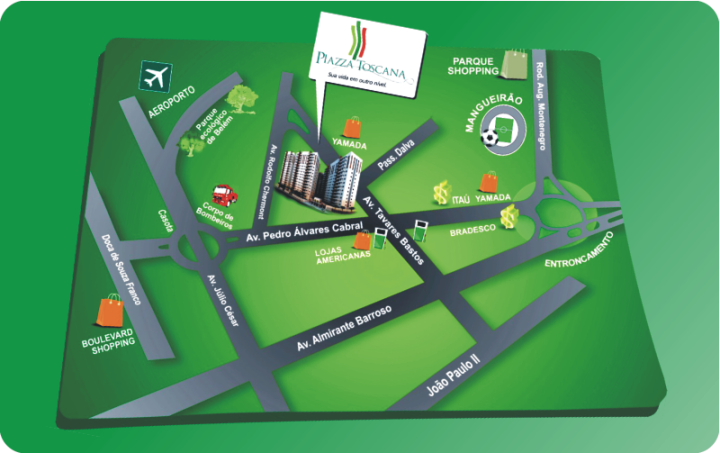 PIAZZA TOSCANA
Sua vida em outro nível
AEROPORTO
Parque
ecológico
de Belém
PARQUE
SHOPPING
Rod. Aug. Montenegro
MANGUEIRÃO
YAMADA
Pass. Dalva
Av. Rodolfo Chermont
Corpo de
Bombeiros
Casota
ITAÚ
YAMADA
BRADESCO
Av. Tavares Bastos
Av. Pedro Álvares Cabral
LOJAS
AMERICANAS
ENTRONCAMENTO
Doca de Souza Franco
Av. Júlio César
BOULEVARD
SHOPPING
Av. Almirante Barroso
João Paulo II